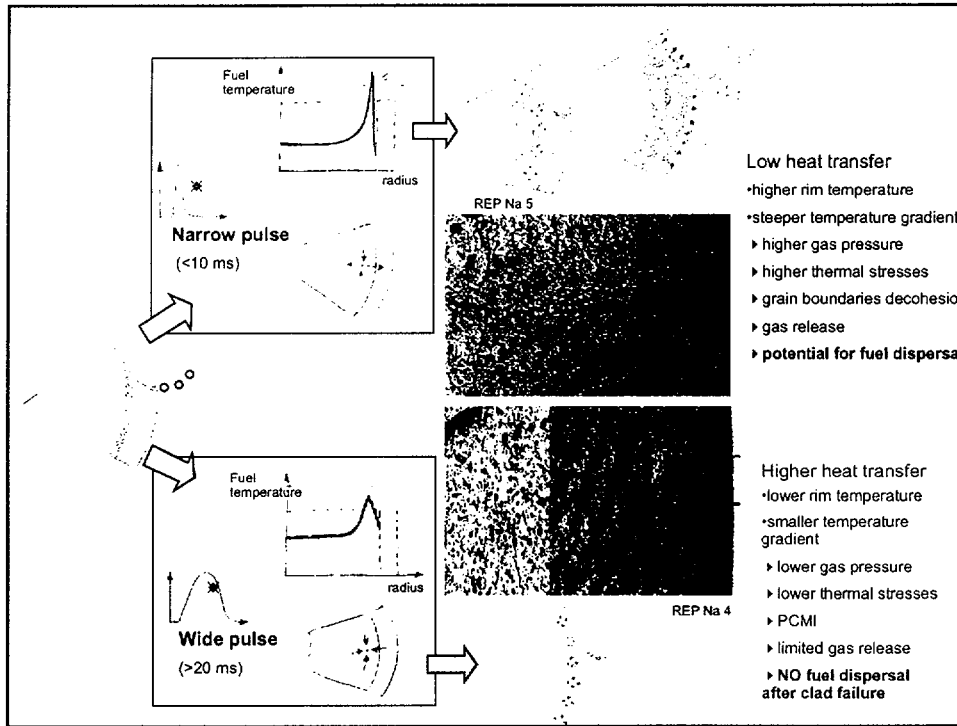 Fuel
temperature
radius
Narrow pulse
(<10 ms)
REP Na 5
Low heat transfer
•higher rim temperature
•steeper temperature gradient
higher gas pressure
higher thermal stresses
grain boundaries decohesio
gas release
potential for fuel dispersa
Fuel
temperature
radius
Wide pulse
(>20 ms)
REP Na 4
Higher heat transfer
•lower rim temperature
•smaller temperature
gradient
lower gas pressure
lower thermal stresses
PCMI
limited gas release
NO fuel dispersal
after clad failure